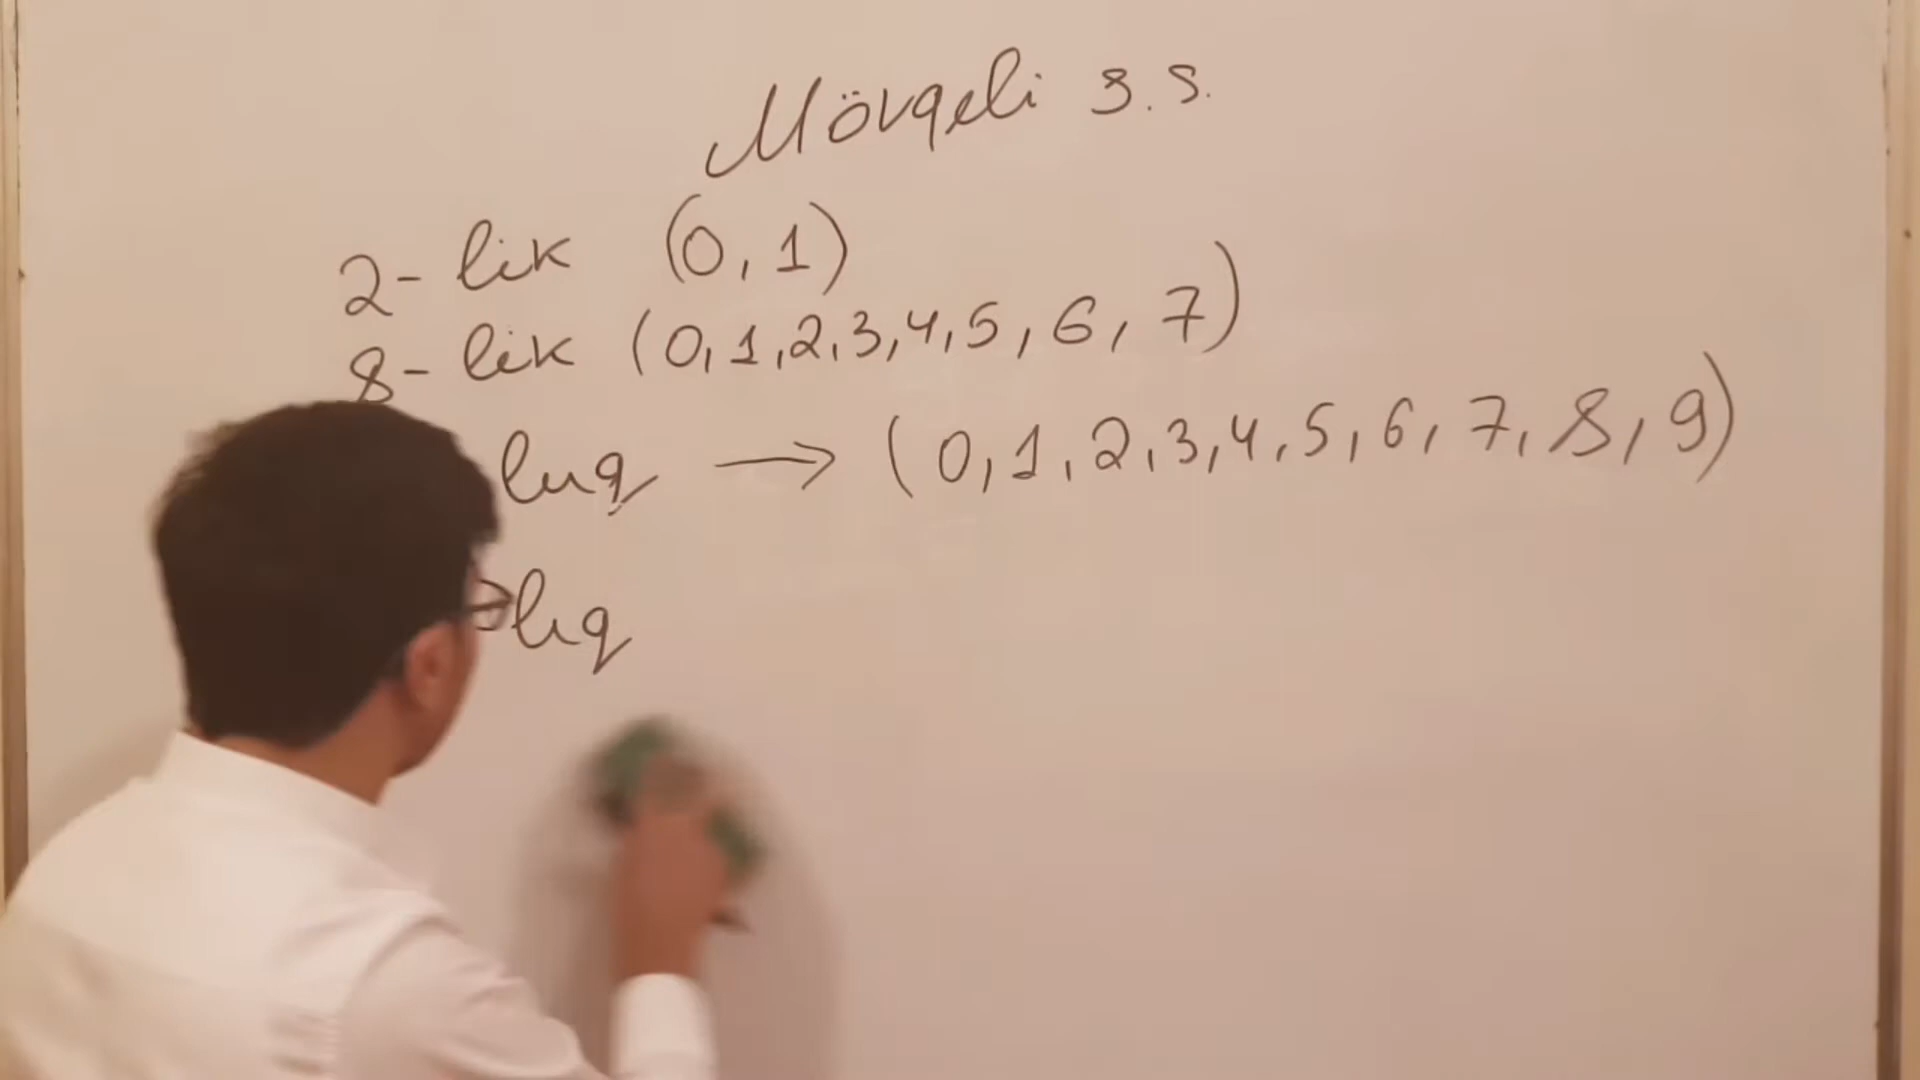 Mövqeli s.s.
2-lik (0,1)
8-lik (0,1,2,3,4,5,6,7)
luq → (0,1,2,3,4,5,6,7,8,9)
lıq